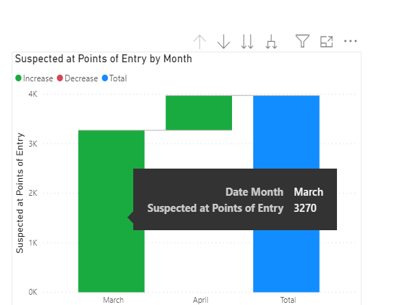 Suspected at Points of Entry by Month
Increase Decrease Total
Suspected at Points of Entry
4K
3K
2K
1K
0K
Date Month March
Suspected at Points of Entry 3270
March April Total